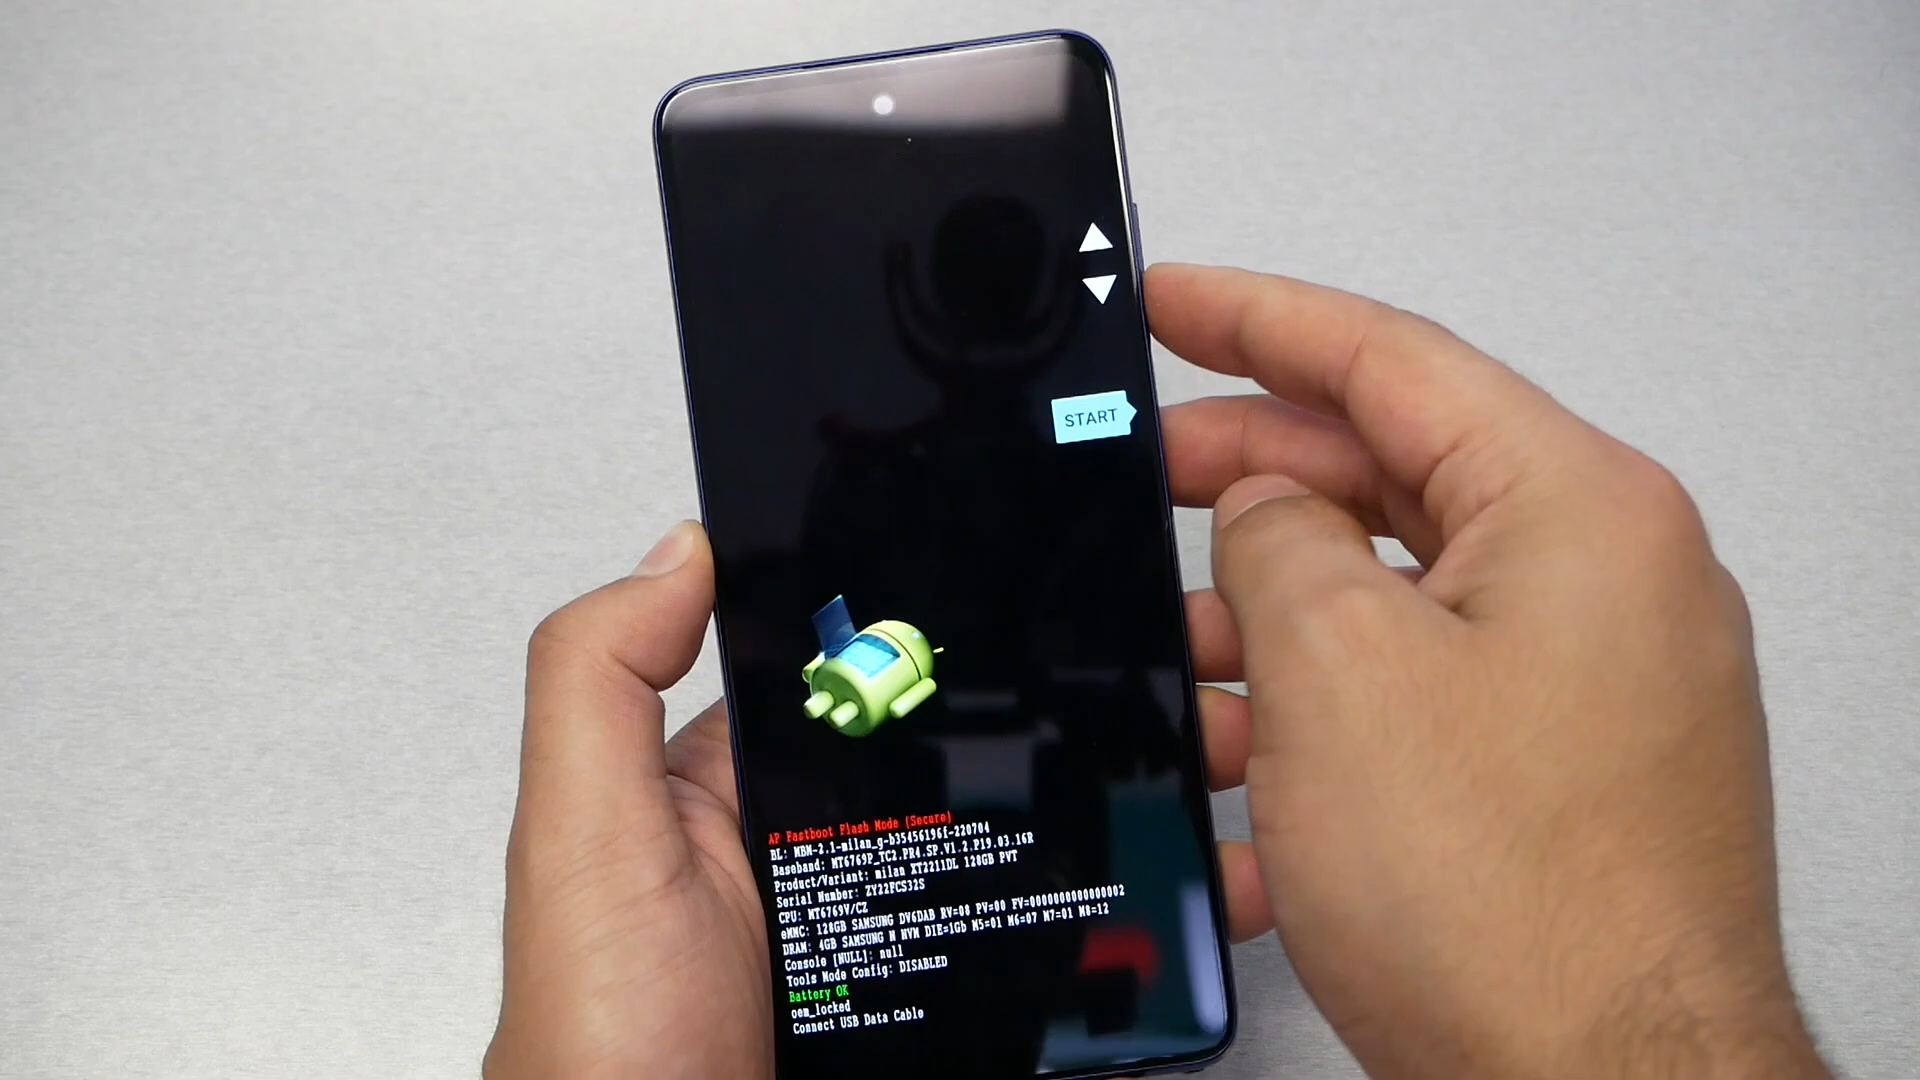 START
AP Fastboot Flash Mode (Secure)
BL: MBM-2.1-milan_g-b35456196f-220704
Baseband: MT6769P_TC2.PR4.SP.V1.2.P19.03.16R
Product/Variant: milan XT2211DL 128GB PVT
Serial Number: ZY22FCS32S
CPU: MT6769V/CZ
eMMC: 128GB SAMSUNG DV6DAB RV=08 PV=00 FV=0000000000000002
DRAM: 4GB SAMSUNG N NVM DIE=1Gb M5=01 M6=07 M7=01 M8=12
Console [NULL]: null
Tools Mode Config: DISABLED
Battery OK
oem_locked
Connect USB Data Cable